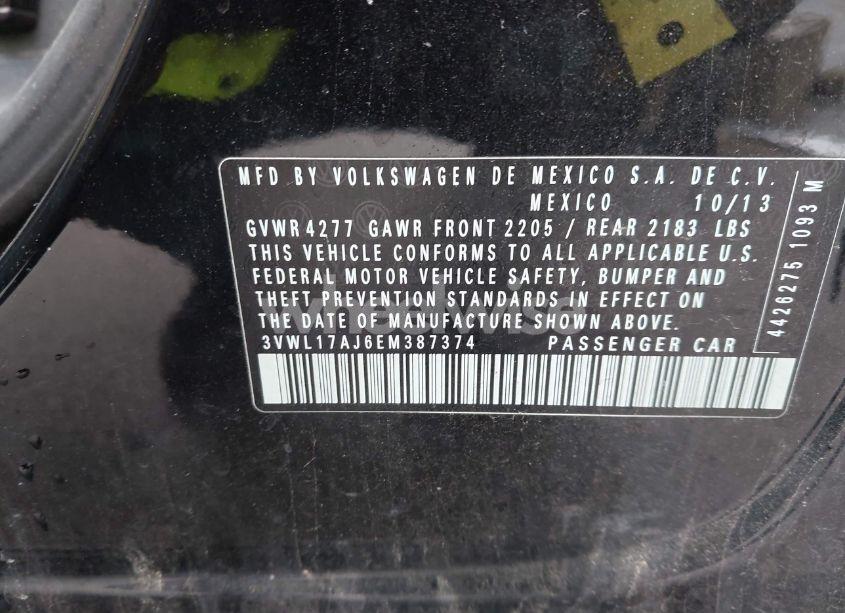 MFD BY VOLKSWAGEN DE MEXICO S.A. DE C.V.
MEXICO 10/13
GVWR 4277 GAWR FRONT 2205 / REAR 2183 LBS
THIS VEHICLE CONFORMS TO ALL APPLICABLE U.S.
FEDERAL MOTOR VEHICLE SAFETY, BUMPER AND
THEFT PREVENTION STANDARDS IN EFFECT ON
THE DATE OF MANUFACTURE SHOWN ABOVE.
3VWL17AJ6EM387374 PASSENGER CAR
4426275 1093 M